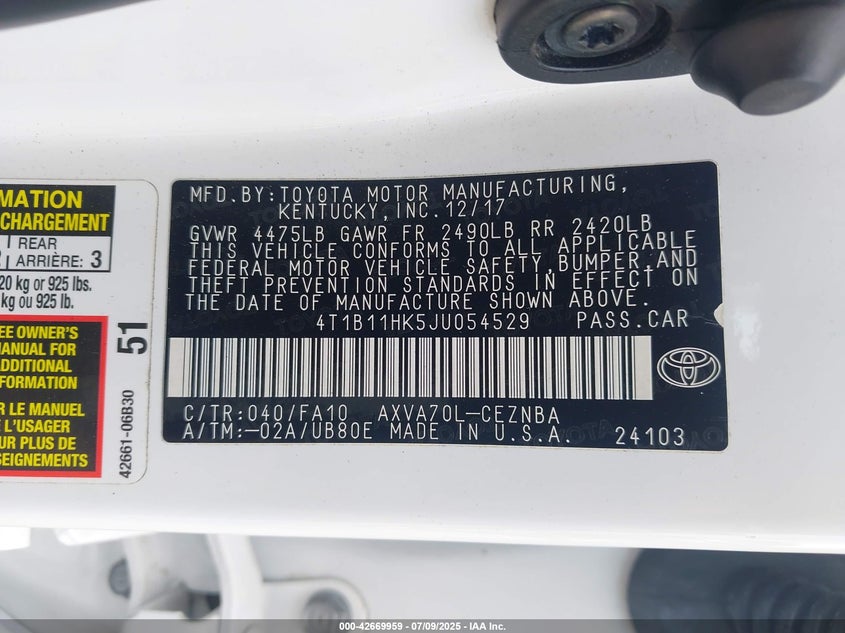 MATION
CHARGEMENT
REAR
ARRIÈRE: 3
20 kg or 925 lbs.
kg ou 925 lb.
EE OWNER'S
MANUAL FOR
ADDITIONAL
INFORMATION
R LE MANUEL
E L'USAGER
UR PLUS DE
SEIGNEMENTS
51
42661-06B30
MFD.BY:TOYOTA MOTOR MANUFACTURING,
KENTUCKY,INC.12/17
GVWR 4475LB GAWR FR 2490LB RR 2420LB
THIS VEHICLE CONFORMS TO ALL APPLICABLE
FEDERAL MOTOR VEHICLE SAFETY,BUMPER,AND
THEFT PREVENTION STANDARDS IN EFFECT ON
THE DATE OF MANUFACTURE SHOWN ABOVE.
4T1B11HK5JU054529 PASS.CAR
C/TR:040/FA10 AXVA70L-CEZNBA
A/TM:-02A/UB80E MADE IN U.S.A. 24103
000-42669959 - 07/09/2025 - IAA Inc.